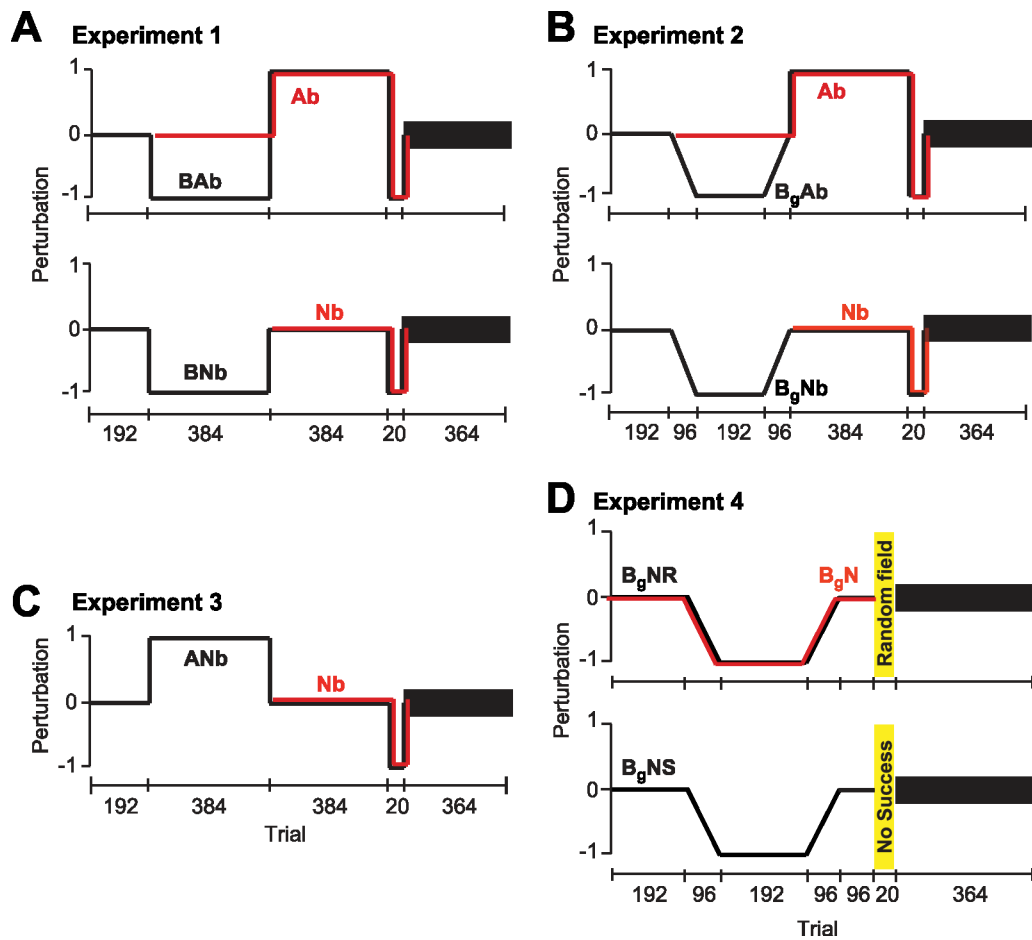 A Experiment 1
1
0
-1
Perturbation
Ab
BAb
1
0
-1
Nb
BNb
192 384 384 20 364
B Experiment 2
1
0
-1
Perturbation
Ab
BgAb
1
0
-1
Nb
BgNb
192 96 192 96 384 20 364
C Experiment 3
1
0
-1
Perturbation
ANb
Nb
192 384 384 20 364
Trial
D Experiment 4
1
0
-1
Perturbation
BgNR
BgN
Random field
1
0
-1
BgNS
No Success
192 96 192 96 96 20 364
Trial